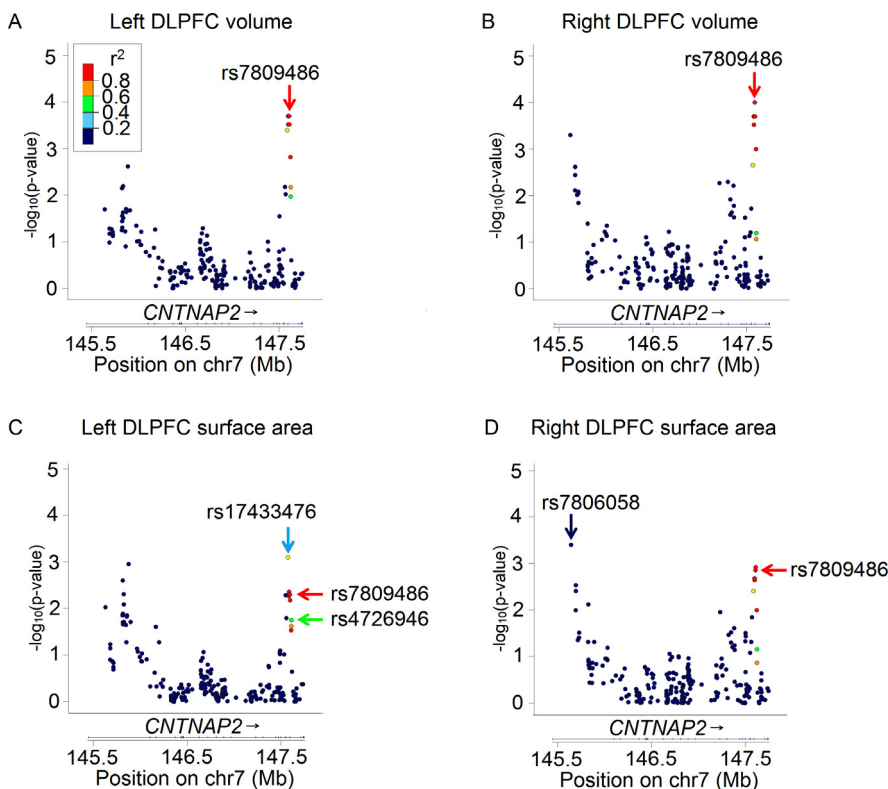 A
Left DLPFC volume
5
4
3
2
1
0
-log10(p-value)
r2
0.8
0.6
0.4
0.2
rs7809486
CNTNAP2→
145.5 146.5 147.5
Position on chr7 (Mb)
B
Right DLPFC volume
5
4
3
2
1
0
-log10(p-value)
rs7809486
CNTNAP2→
145.5 146.5 147.5
Position on chr7 (Mb)
C
Left DLPFC surface area
5
4
3
2
1
0
-log10(p-value)
rs17433476
rs7809486
rs4726946
CNTNAP2→
145.5 146.5 147.5
Position on chr7 (Mb)
D
Right DLPFC surface area
5
4
3
2
1
0
-log10(p-value)
rs7806058
rs7809486
CNTNAP2→
145.5 146.5 147.5
Position on chr7 (Mb)